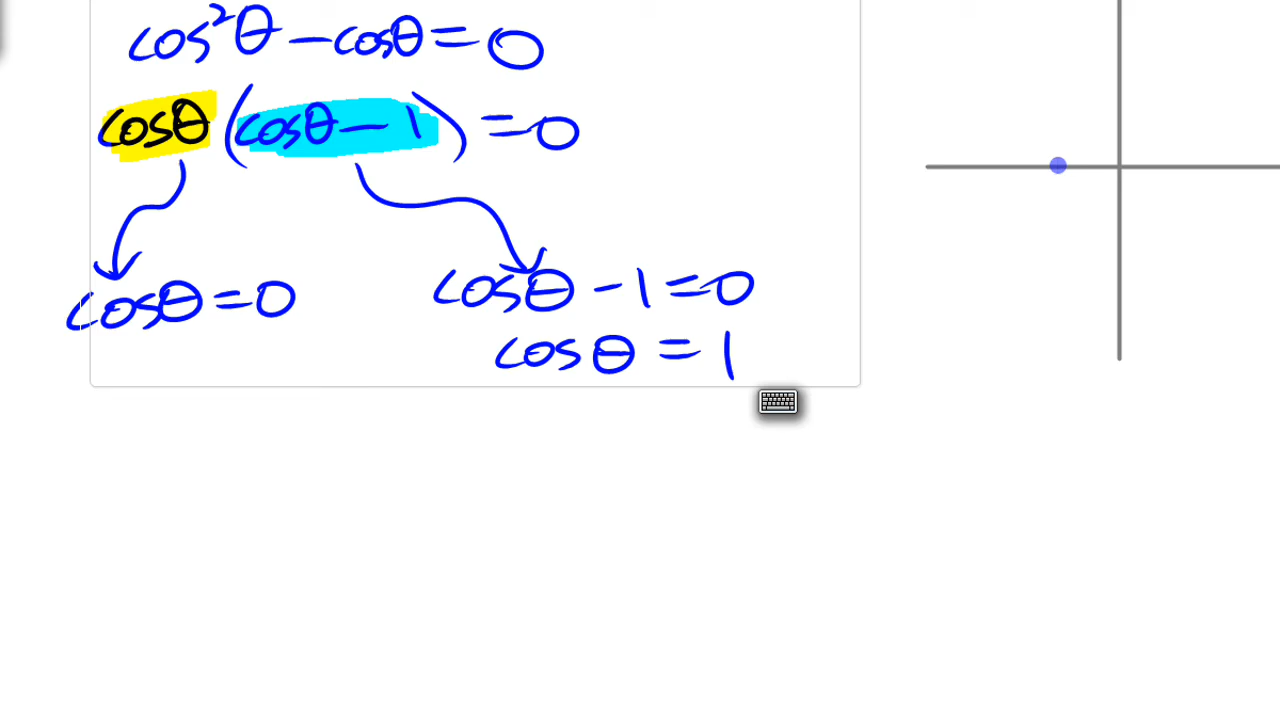 cos²θ − cosθ = 0
cosθ (cosθ − 1) = 0
cosθ = 0
cosθ − 1 = 0
cosθ = 1